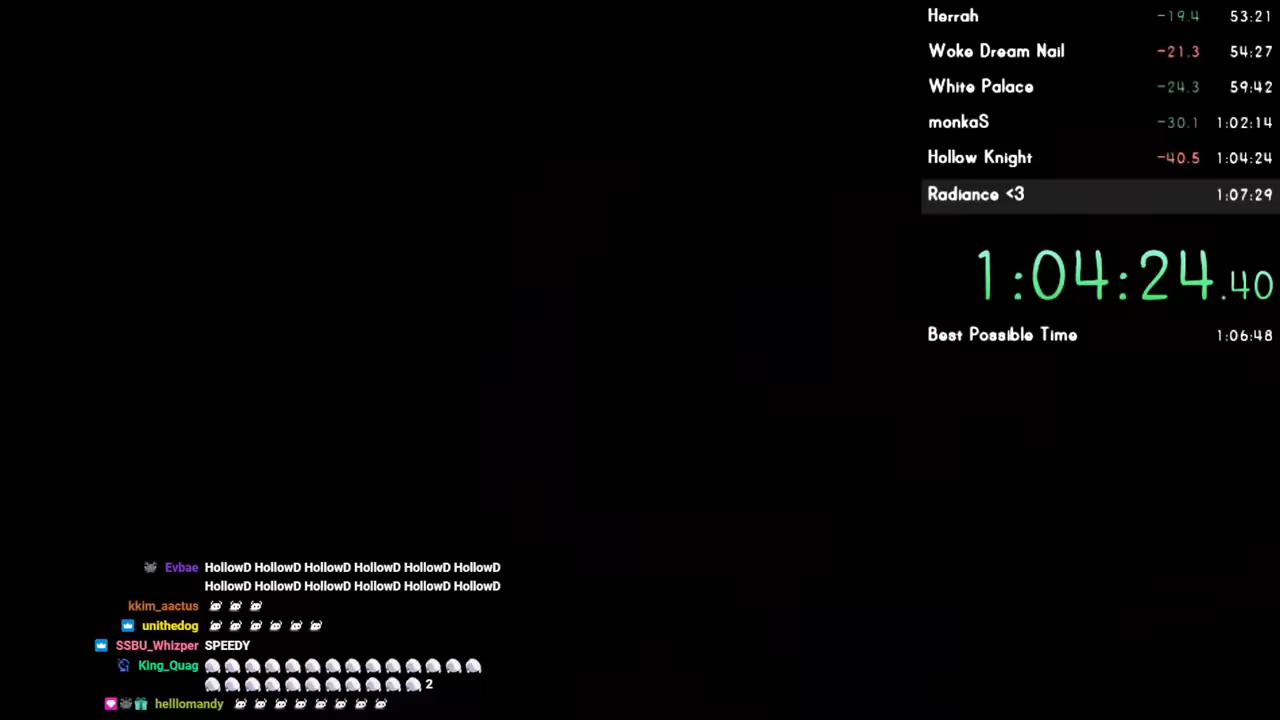 Herrah -19.4 53:21
Woke Dream Nail -21.3 54:27
White Palace -24.3 59:42
monkaS -30.1 1:02:14
Hollow Knight -40.5 1:04:24
Radiance <3 1:07:29
1:04:24.40
Best Possible Time 1:06:48
Evbae HollowD HollowD HollowD HollowD HollowD HollowD
HollowD HollowD HollowD HollowD HollowD HollowD
kkim_aactus
unithedog
SSBU_Whizper SPEEDY
King_Quag
2
helllomandy